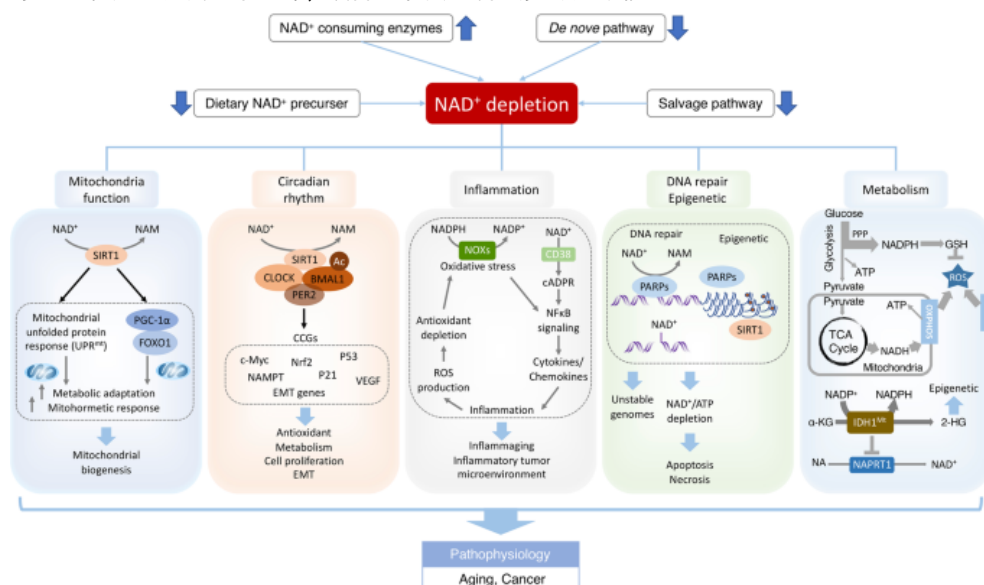 NAD⁺ consuming enzymes
De nove pathway
Dietary NAD⁺ precurser
NAD⁺ depletion
Salvage pathway
Mitochondria
function
NAD⁺
NAM
SIRT1
Mitochondrial
unfolded protein
response (UPRmt)
PGC-1α
FOXO1
Metabolic adaptation
Mitohormetic response
Mitochondrial
biogenesis
Circadian
rhythm
NAD⁺
NAM
SIRT1
Ac
CLOCK
BMAL1
PER2
CCGs
c-Myc
Nrf2
P53
NAMPT
P21
VEGF
EMT genes
Antioxidant
Metabolism
Cell proliferation
EMT
Inflammation
NADPH
NADP⁺
NAD⁺
NOXs
CD38
Oxidative stress
cADPR
Antioxidant
depletion
NFκB
signaling
ROS
production
Cytokines/
Chemokines
Inflammation
Inflammaging
Inflammatory tumor
microenvironment
DNA repair
Epigenetic
DNA repair
Epigenetic
NAD⁺
NAM
PARPs
PARPs
NAD⁺
SIRT1
Unstable
genomes
NAD⁺/ATP
depletion
Apoptosis
Necrosis
Metabolism
Glucose
PPP
Glycolysis
NADPH
GSH
ATP
ROS
Pyruvate
Pyruvate
ATP
OXPHOS
TCA
Cycle
NADH
Mitochondria
Epigenetic
NADP⁺
NADPH
α-KG
2-HG
NA
NAPRT1
NAD⁺
Pathophysiology
Aging, Cancer